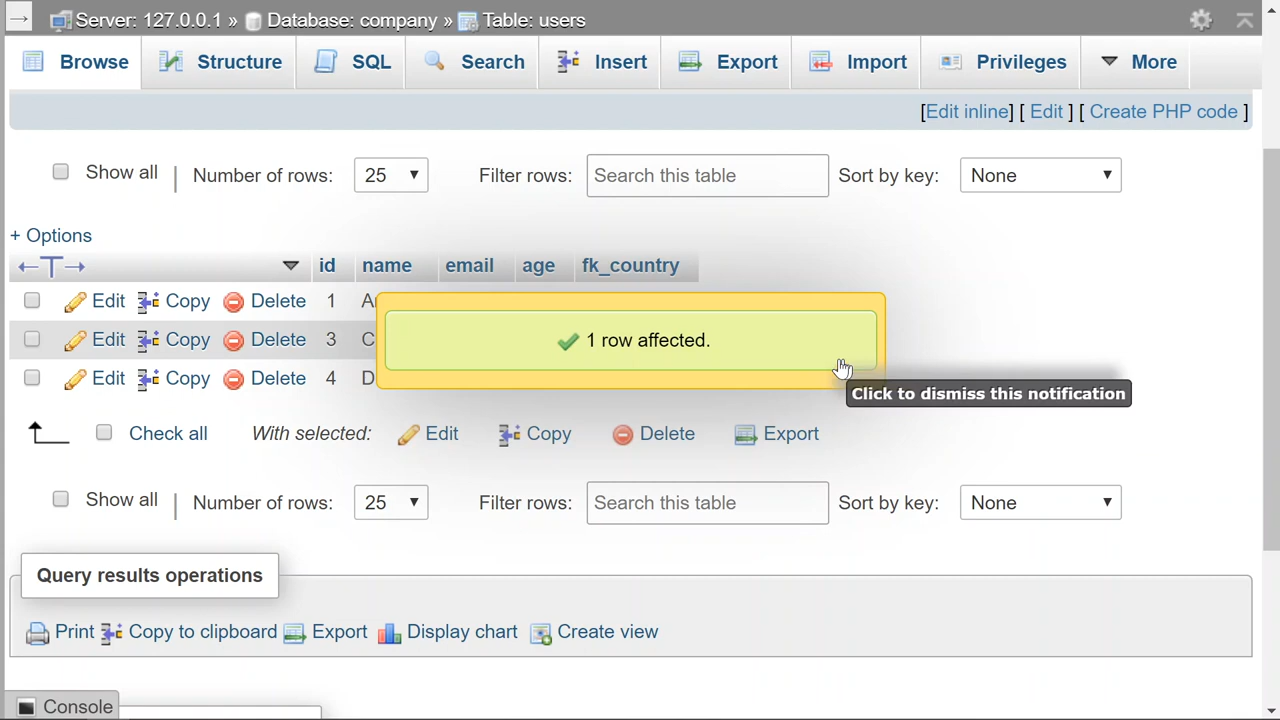 Server: 127.0.0.1 » Database: company » Table: users
Browse Structure SQL Search Insert Export Import Privileges More
[Edit inline] [ Edit ] [ Create PHP code ]
Show all Number of rows: 25 Filter rows: Search this table Sort by key: None
+ Options
id name email age fk_country
Edit Copy Delete 1
Edit Copy Delete 3 C
1 row affected.
Edit Copy Delete 4 D
Click to dismiss this notification
Check all With selected: Edit Copy Delete Export
Show all Number of rows: 25 Filter rows: Search this table Sort by key: None
Query results operations
Print Copy to clipboard Export Display chart Create view
Console